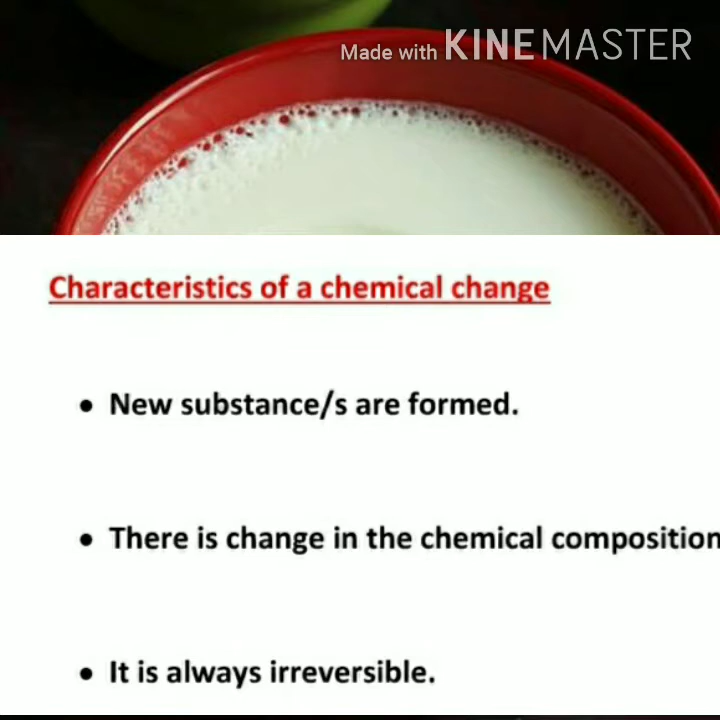 Made with KINEMASTER
Characteristics of a chemical change
• New substance/s are formed.
• There is change in the chemical composition
• It is always irreversible.